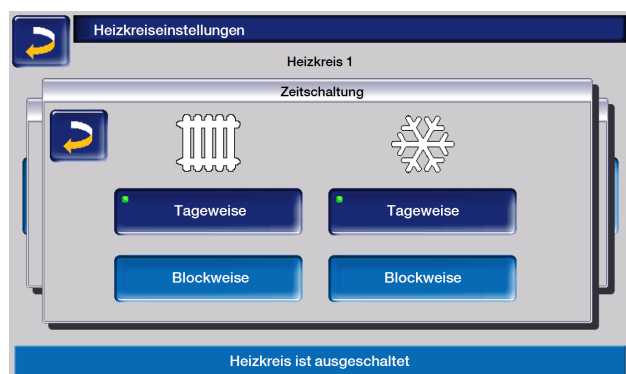 Heizkreiseinstellungen
Heizkreis 1
Zeitschaltung
Tageweise Tageweise
Blockweise Blockweise
Heizkreis ist ausgeschaltet